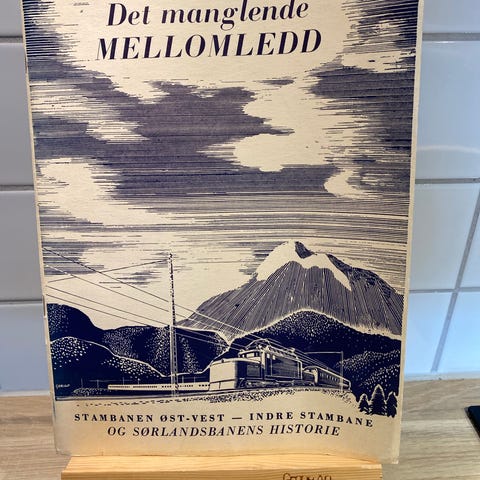 Det manglende
MELLOMLEDD
STAMBANEN ØST-VEST — INDRE STAMBANE
OG SØRLANDSBANENS HISTORIE